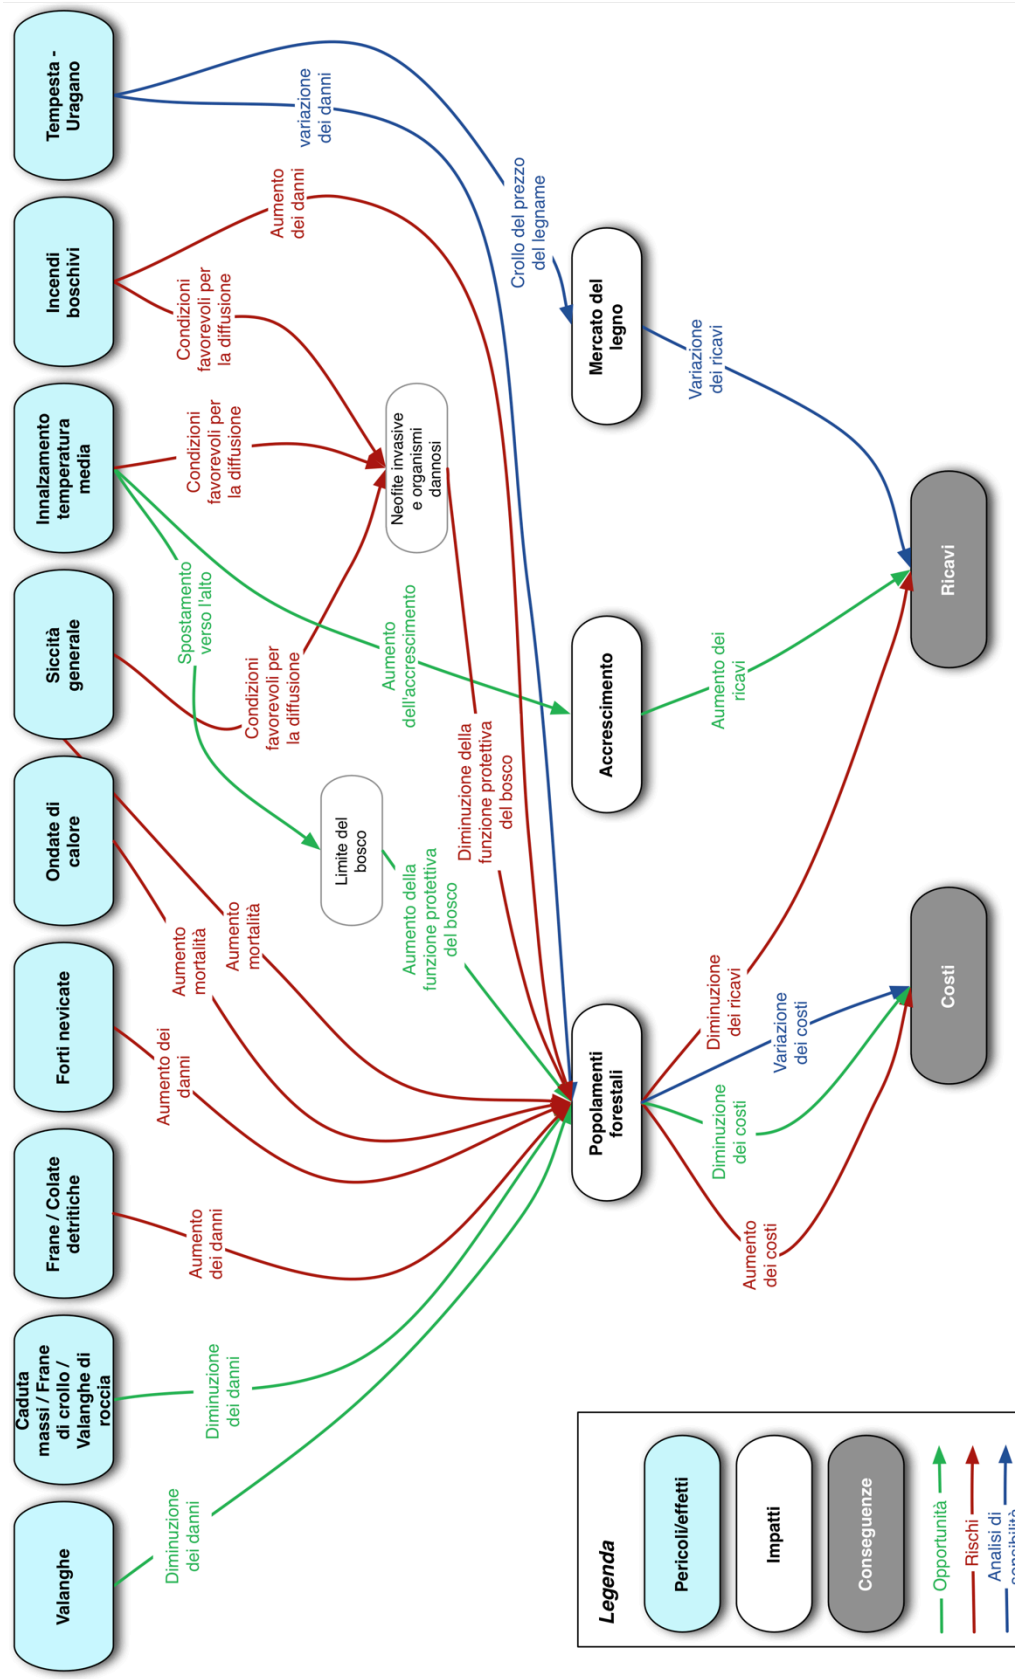 Valanghe
Caduta
massi / Frane
di crollo /
Valanghe di
roccia
Frane / Colate
detritiche
Forti nevicate
Ondate di
calore
Siccità
generale
Innalzamento
temperatura
media
Incendi
boschivi
Tempesta -
Uragano
Diminuzione
dei danni
Diminuzione
dei danni
Aumento
dei danni
Aumento dei
danni
Aumento
mortalità
Aumento
mortalità
Condizioni
favorevoli per
la diffusione
Spostamento
verso l'alto
Condizioni
favorevoli per
la diffusione
Condizioni
favorevoli per
la diffusione
Aumento
dei danni
variazione
dei danni
Limite del
bosco
Neofite invasive
e organismi
dannosi
Aumento della
funzione protettiva
del bosco
Diminuzione della
funzione protettiva
del bosco
Aumento
dell'accrescimento
Crollo del prezzo
del legname
Popolamenti
forestali
Accrescimento
Mercato del
legno
Aumento
dei costi
Diminuzione
dei costi
Variazione
dei costi
Diminuzione
dei ricavi
Aumento dei
ricavi
Variazione
dei ricavi
Costi
Ricavi
Legenda
Pericoli/effetti
Impatti
Conseguenze
Opportunità
Rischi
Analisi di
sensibilità